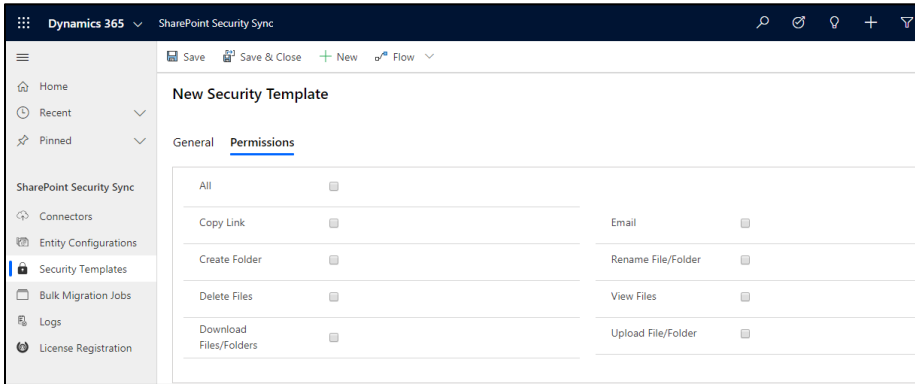 Dynamics 365 SharePoint Security Sync
Save Save & Close New Flow
Home
Recent
Pinned
SharePoint Security Sync
Connectors
Entity Configurations
Security Templates
Bulk Migration Jobs
Logs
License Registration
New Security Template
General Permissions
All
Copy Link Email
Create Folder Rename File/Folder
Delete Files View Files
Download
Files/Folders
Upload File/Folder